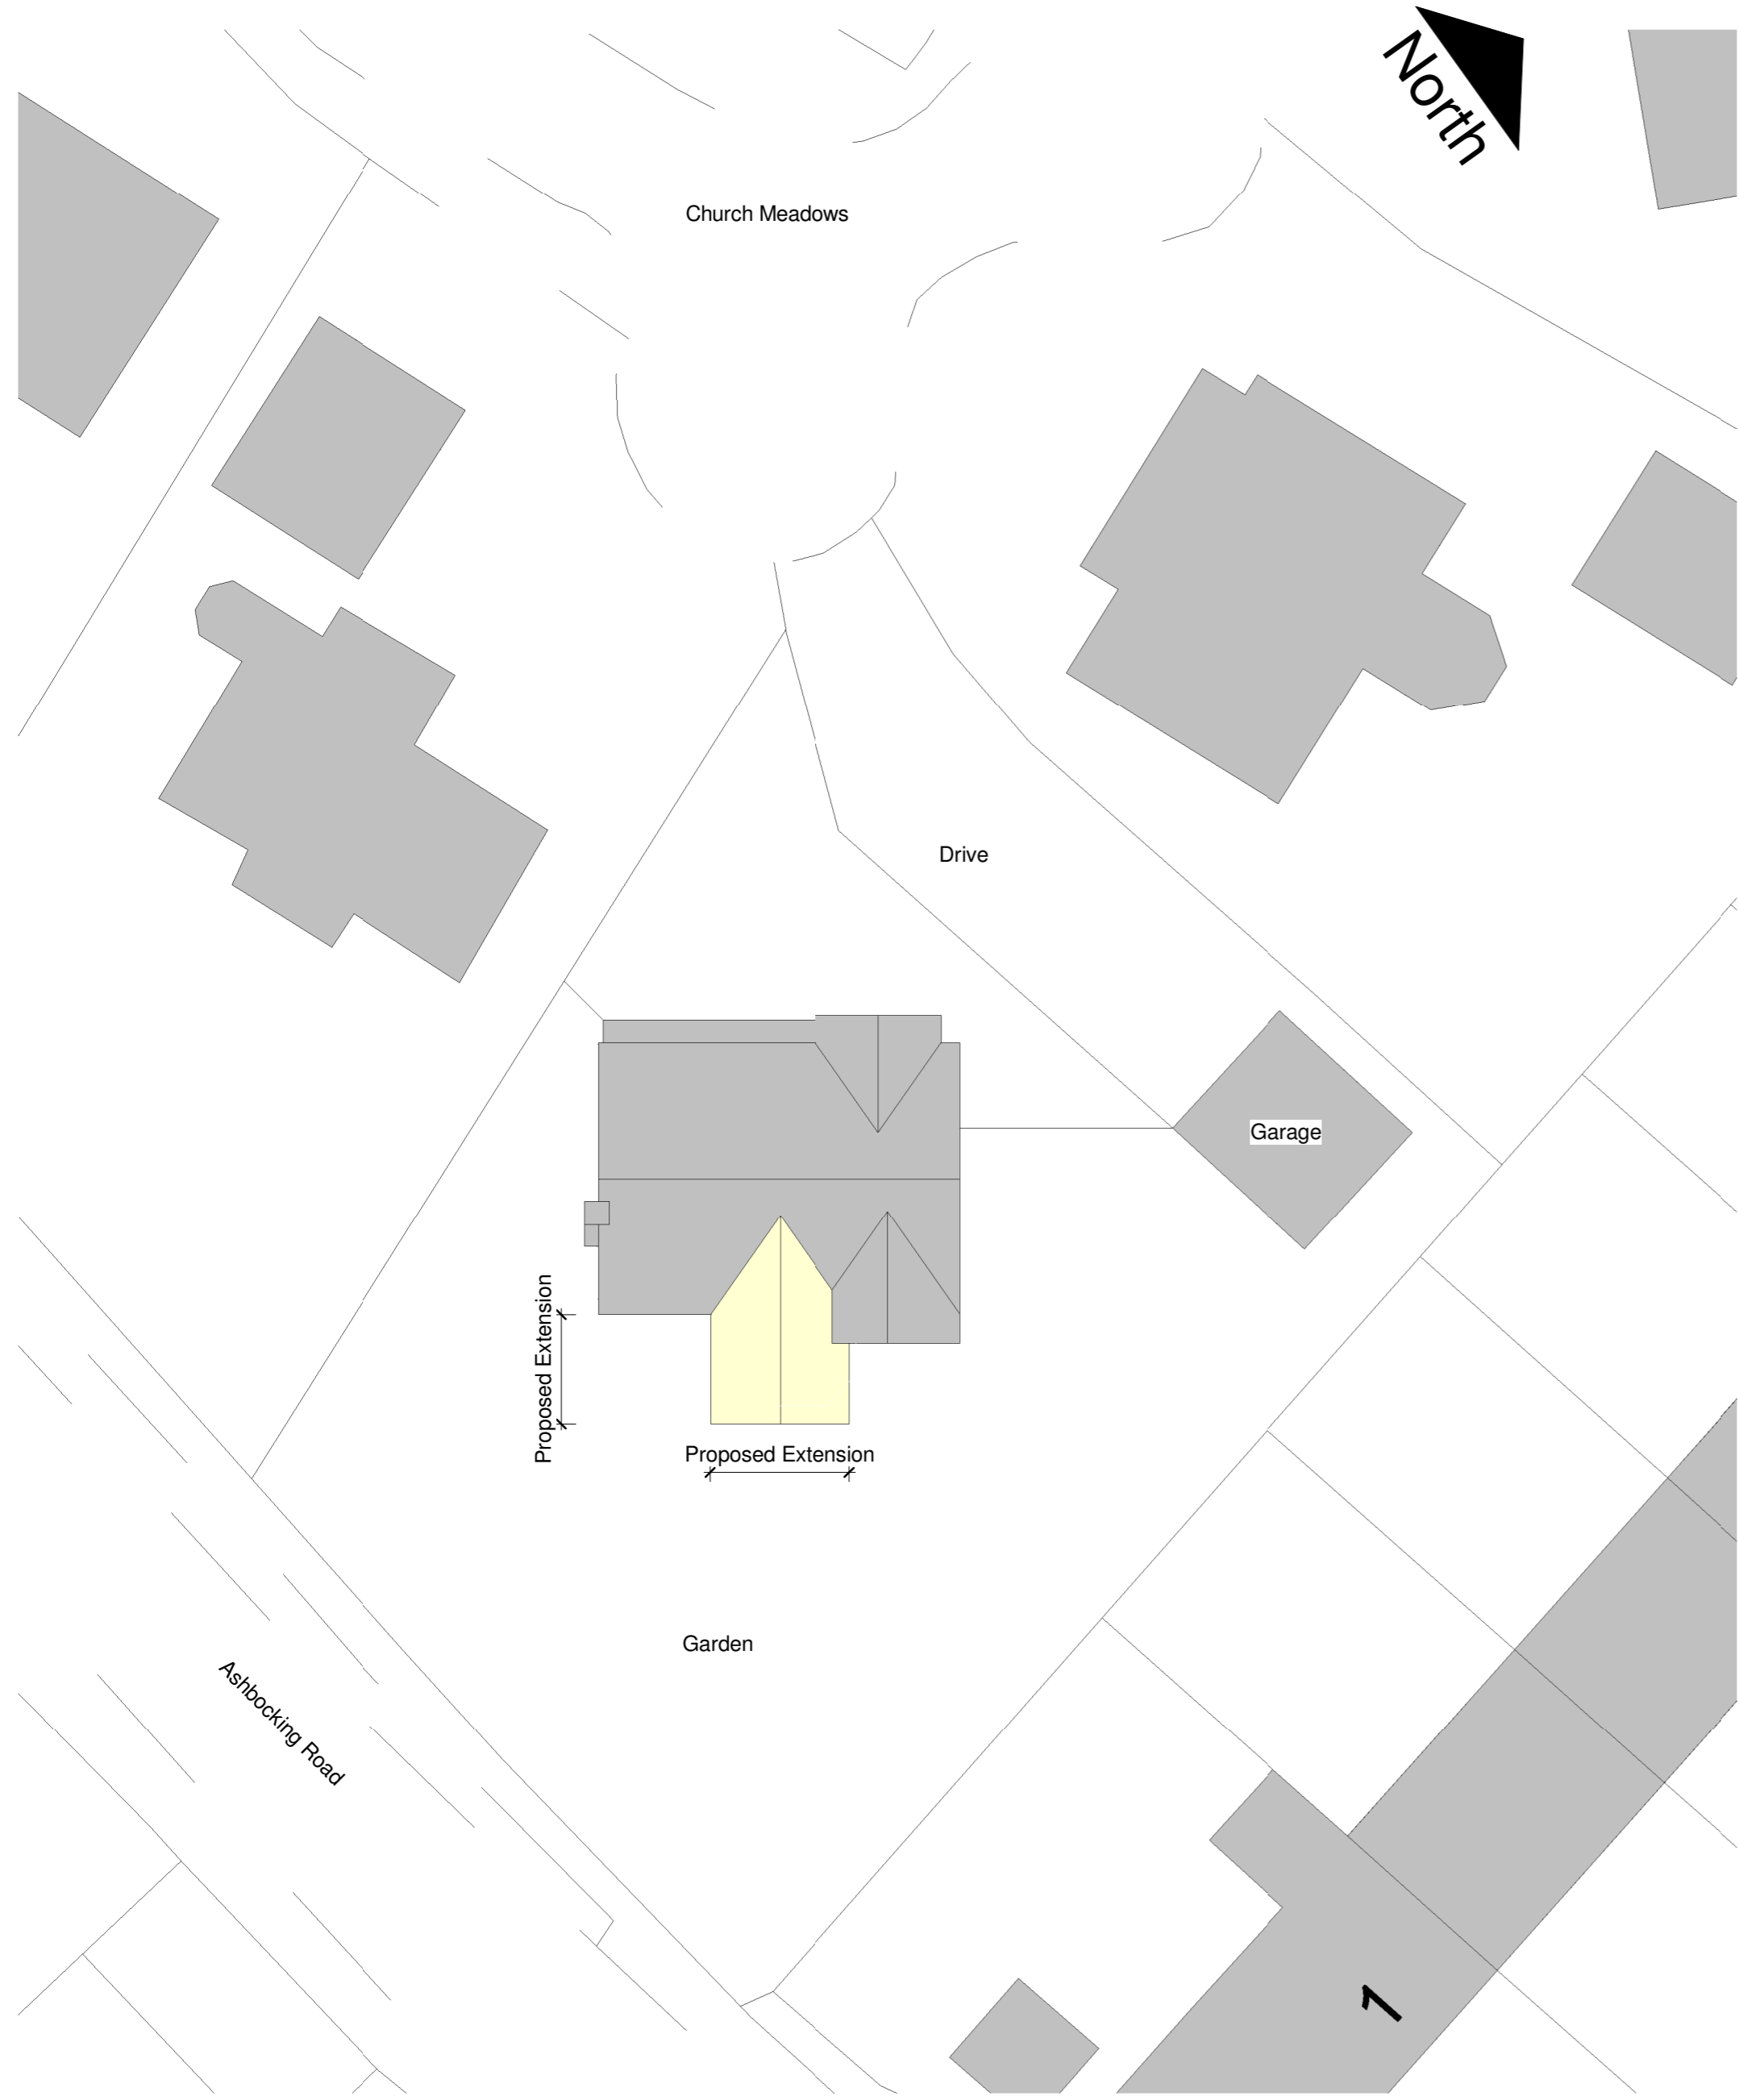 North
Church Meadows
Drive
Garage
Proposed Extension
Proposed Extension
Garden
Ashbocking Road
1